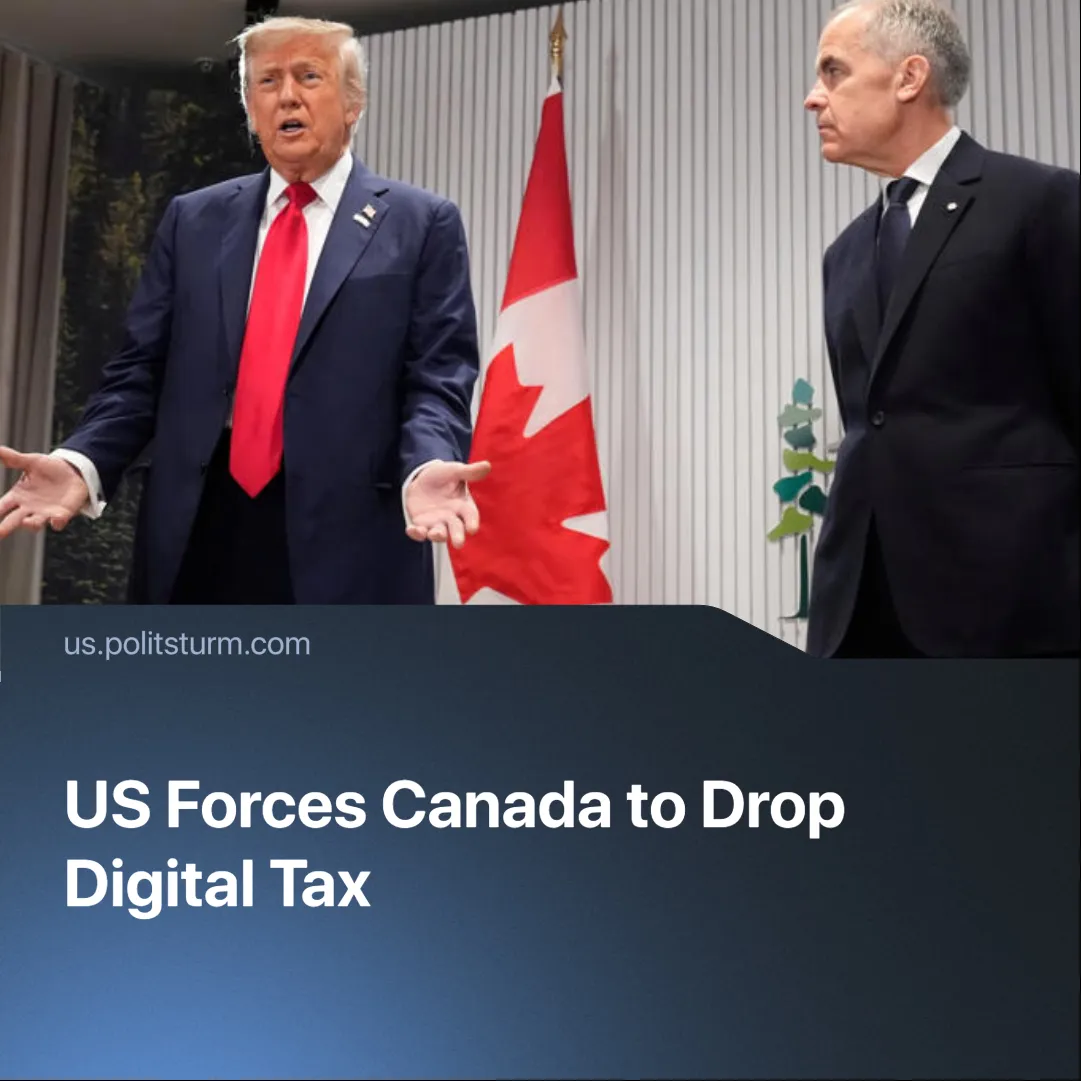 us.politsturm.com
US Forces Canada to Drop
Digital Tax